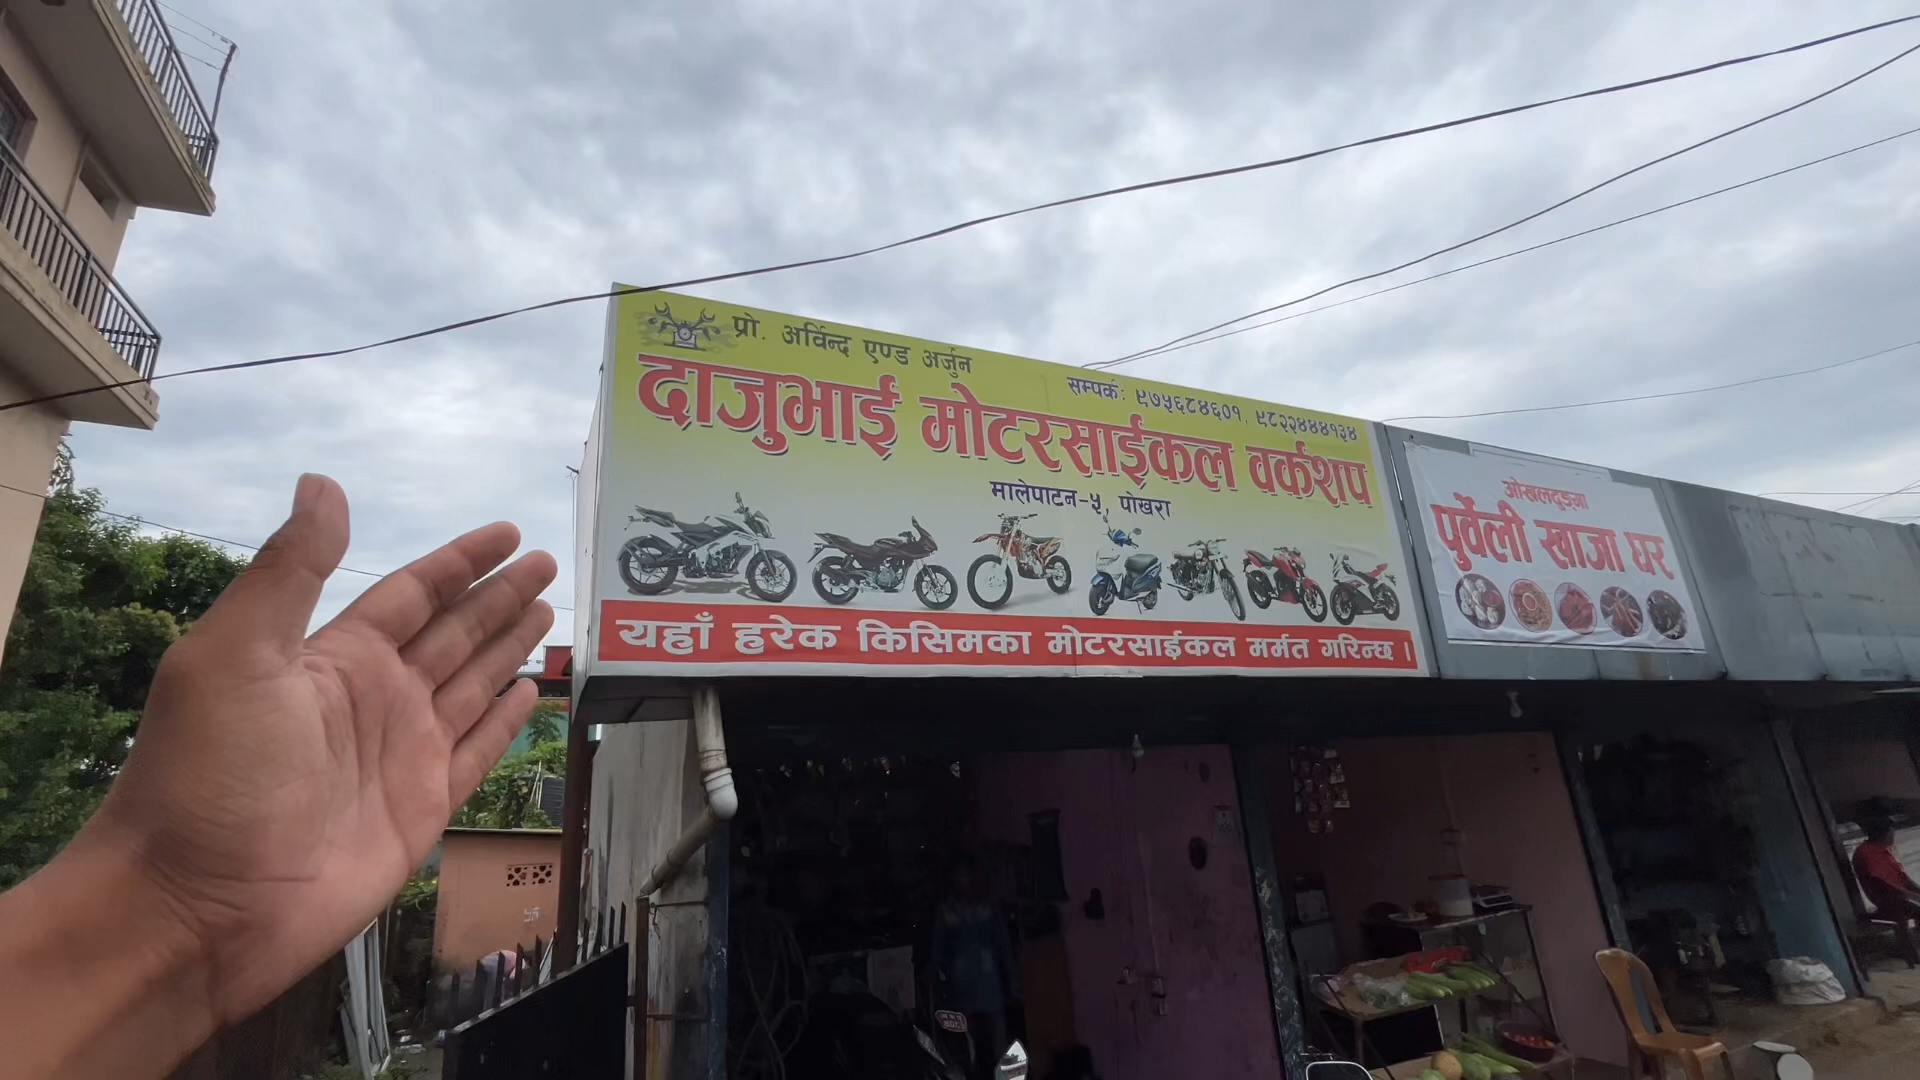 प्रो. अर्विन्द एण्ड अर्जुन
सम्पर्क: ९७५६८४६०१, ९८२२४४४१३४
दाजुभाई मोटरसाईकल वर्कशप
मालेपाटन-५, पोखरा
यहाँ हरेक किसिमका मोटरसाईकल मर्मत गरिन्छ ।
ओखलढुङ्गा
पुर्वेली खाजा घर